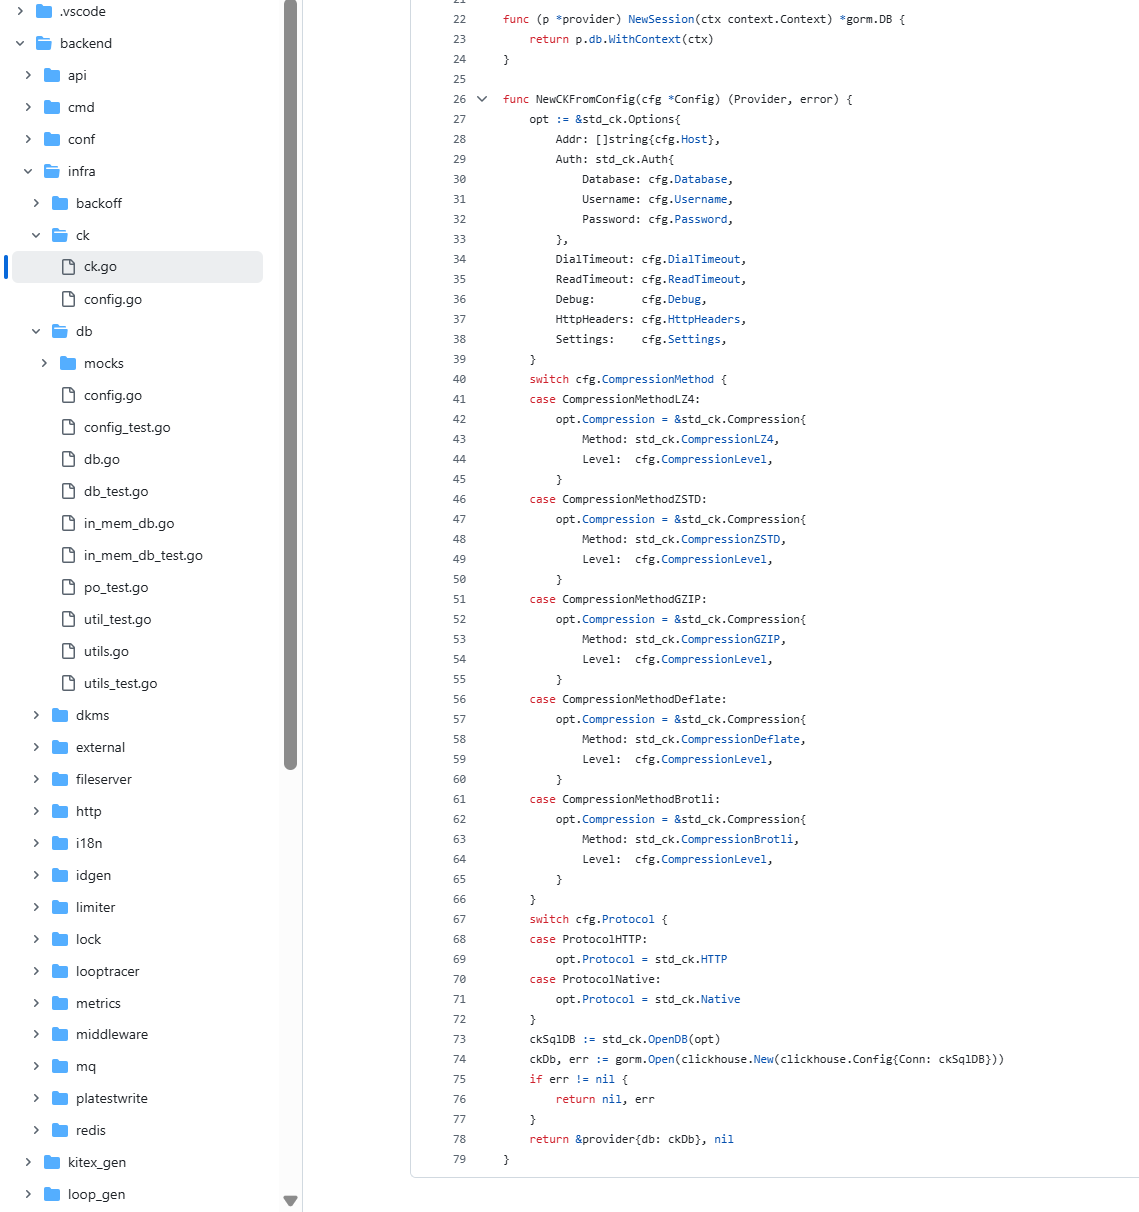 .vscode
backend
api
cmd
conf
infra
backoff
ck
ck.go
config.go
db
mocks
config.go
config_test.go
db.go
db_test.go
in_mem_db.go
in_mem_db_test.go
po_test.go
util_test.go
utils.go
utils_test.go
dkms
external
fileserver
http
i18n
idgen
limiter
lock
looptracer
metrics
middleware
mq
platestwrite
redis
kitex_gen
loop_gen
21
22 func (p *provider) NewSession(ctx context.Context) *gorm.DB {
23     return p.db.WithContext(ctx)
24 }
25
26 func NewCKFromConfig(cfg *Config) (Provider, error) {
27     opt := &std_ck.Options{
28         Addr: []string{cfg.Host},
29         Auth: std_ck.Auth{
30             Database: cfg.Database,
31             Username: cfg.Username,
32             Password: cfg.Password,
33         },
34         DialTimeout: cfg.DialTimeout,
35         ReadTimeout: cfg.ReadTimeout,
36         Debug:       cfg.Debug,
37         HttpHeaders: cfg.HttpHeaders,
38         Settings:    cfg.Settings,
39     }
40     switch cfg.CompressionMethod {
41     case CompressionMethodLZ4:
42         opt.Compression = &std_ck.Compression{
43             Method: std_ck.CompressionLZ4,
44             Level:  cfg.CompressionLevel,
45         }
46     case CompressionMethodZSTD:
47         opt.Compression = &std_ck.Compression{
48             Method: std_ck.CompressionZSTD,
49             Level:  cfg.CompressionLevel,
50         }
51     case CompressionMethodGZIP:
52         opt.Compression = &std_ck.Compression{
53             Method: std_ck.CompressionGZIP,
54             Level:  cfg.CompressionLevel,
55         }
56     case CompressionMethodDeflate:
57         opt.Compression = &std_ck.Compression{
58             Method: std_ck.CompressionDeflate,
59             Level:  cfg.CompressionLevel,
60         }
61     case CompressionMethodBrotli:
62         opt.Compression = &std_ck.Compression{
63             Method: std_ck.CompressionBrotli,
64             Level:  cfg.CompressionLevel,
65         }
66     }
67     switch cfg.Protocol {
68     case ProtocolHTTP:
69         opt.Protocol = std_ck.HTTP
70     case ProtocolNative:
71         opt.Protocol = std_ck.Native
72     }
73     ckSqlDB := std_ck.OpenDB(opt)
74     ckDb, err := gorm.Open(clickhouse.New(clickhouse.Config{Conn: ckSqlDB}))
75     if err != nil {
76         return nil, err
77     }
78     return &provider{db: ckDb}, nil
79 }